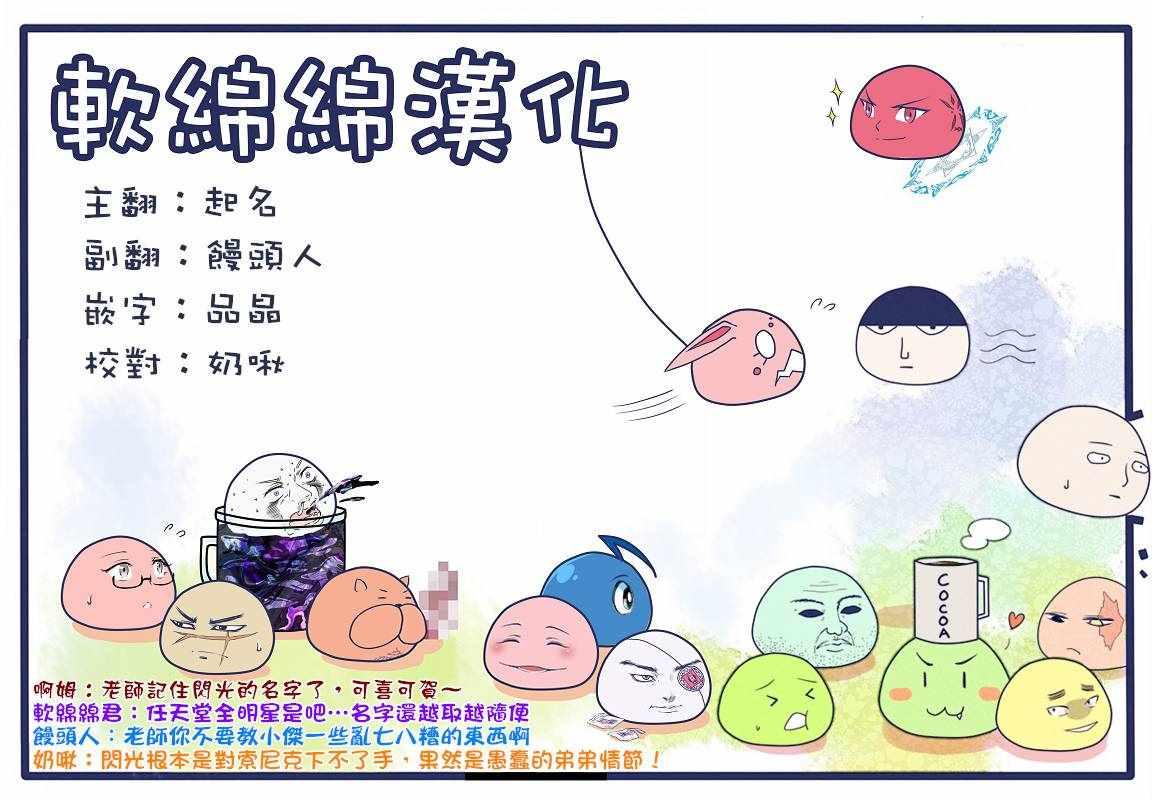 軟綿綿漢化
主翻：起名
副翻：饅頭人
嵌字：品晶
校對：奶啾
COCOA
啊姆：老師記住閃光的名字了，可喜可賀～
軟綿綿君：任天堂全明星是吧…名字還越取越隨便
饅頭人：老師你不要教小傑一些亂七八糟的東西啊
奶啾：閃光根本是對索尼克下不了手，果然是愚蠢的弟弟情節！